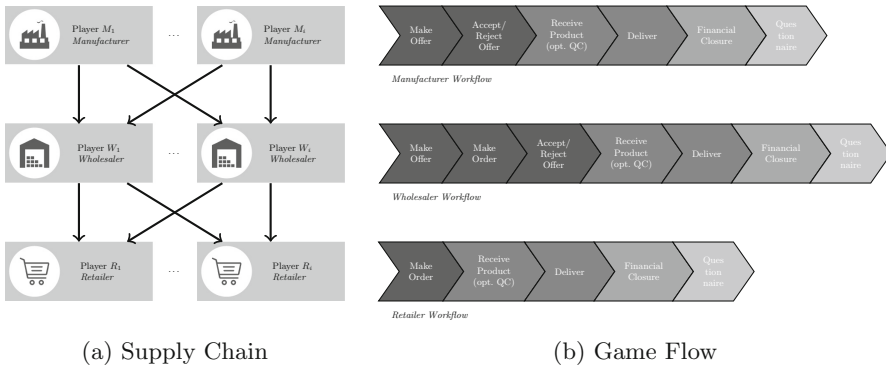 Player M1 ... Player Mi
Manufacturer Manufacturer
Player W1 ... Player Wi
Wholesaler Wholesaler
Player R1 ... Player Ri
Retailer Retailer
(a) Supply Chain
Make
Offer
Accept/
Reject
Offer
Receive
Product
(opt. QC)
Deliver
Financial
Closure
Ques
tion
naire
Manufacturer Workflow
Make
Offer
Make
Order
Accept/
Reject
Offer
Receive
Product
(opt. QC)
Deliver
Financial
Closure
Ques
tion
naire
Wholesaler Workflow
Make
Order
Receive
Product
(opt. QC)
Deliver
Financial
Closure
Ques
tion
naire
Retailer Workflow
(b) Game Flow